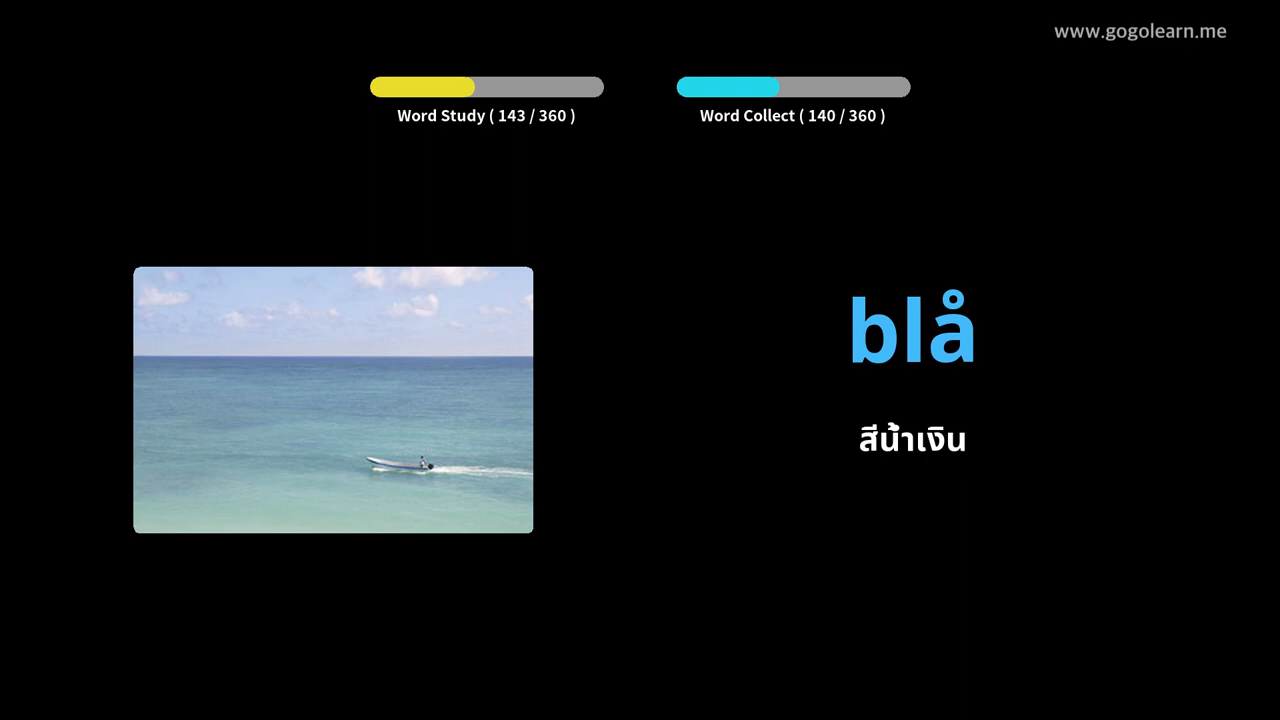 www.gogolearn.me
Word Study ( 143 / 360 )
Word Collect ( 140 / 360 )
blå
สีน้ำเงิน